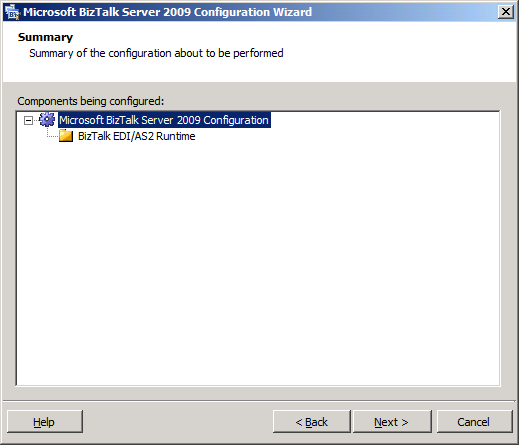 Microsoft BizTalk Server 2009 Configuration Wizard
Summary
Summary of the configuration about to be performed
Components being configured:
Microsoft BizTalk Server 2009 Configuration
BizTalk EDI/AS2 Runtime
Help < Back Next > Cancel